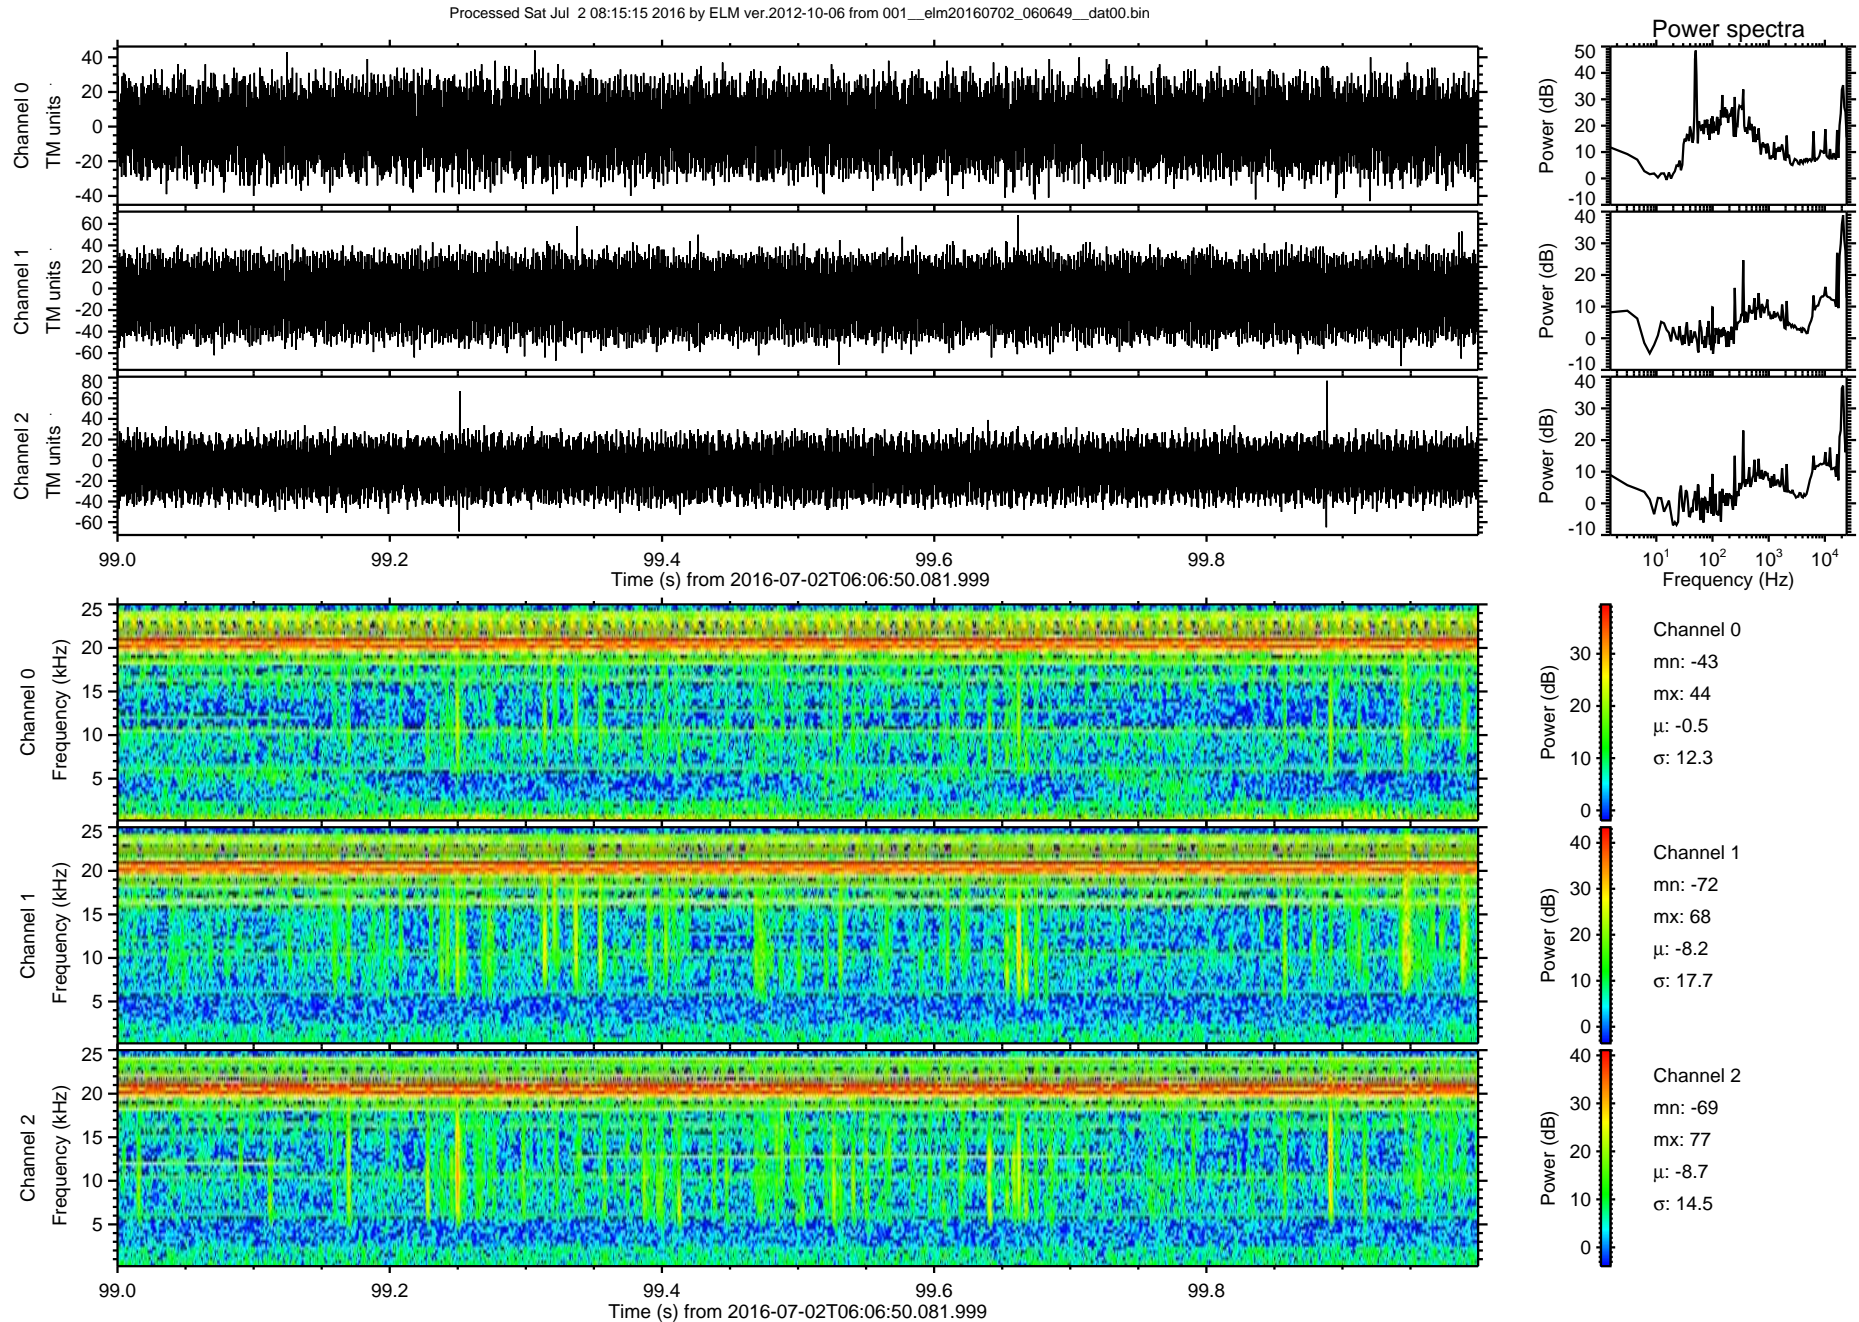 Processed Sat Jul  2 08:15:15 2016 by ELM ver.2012-10-06 from 001__elm20160702_060649__dat00.bin
Power spectra
Channel 0
TM units
40
20
0
-20
-40
Power (dB)
50
40
30
20
10
0
-10
Channel 1
TM units
60
40
20
0
-20
-40
-60
Power (dB)
40
30
20
10
0
-10
Channel 2
TM units
80
60
40
20
0
-20
-40
-60
Power (dB)
40
30
20
10
0
-10
99.0 99.2 99.4 99.6 99.8
Time (s) from 2016-07-02T06:06:50.081.999
10¹ 10² 10³ 10⁴
Frequency (Hz)
Channel 0
Frequency (kHz)
25
20
15
10
5
Power (dB)
30
20
10
0
Channel 0
mn: -43
mx: 44
μ: -0.5
σ: 12.3
Channel 1
Frequency (kHz)
25
20
15
10
5
Power (dB)
40
30
20
10
0
Channel 1
mn: -72
mx: 68
μ: -8.2
σ: 17.7
Channel 2
Frequency (kHz)
25
20
15
10
5
Power (dB)
40
30
20
10
0
Channel 2
mn: -69
mx: 77
μ: -8.7
σ: 14.5
99.0 99.2 99.4 99.6 99.8
Time (s) from 2016-07-02T06:06:50.081.999